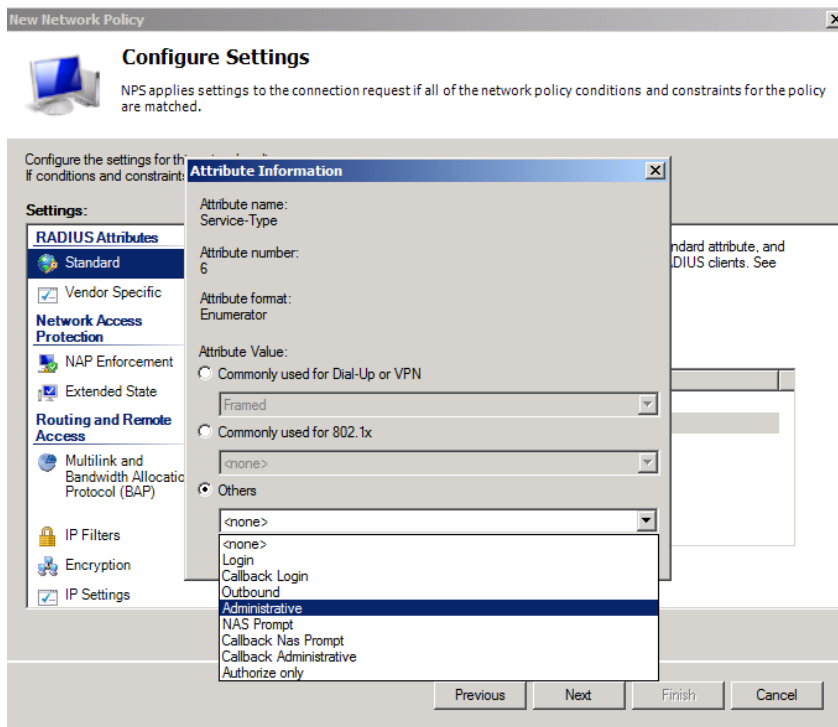 New Network Policy
Configure Settings
NPS applies settings to the connection request if all of the network policy conditions and constraints for the policy
are matched.
Configure the settings for
If conditions and
Settings:
RADIUS Attributes
Standard
Vendor Specific
Network Access
Protection
NAP Enforcement
Extended State
Routing and Remote
Access
Multilink and
Bandwidth
Protocol (BAP)
IP Filters
Encryption
IP Settings
Attribute Information
Attribute name:
Service-Type
Attribute number:
6
Attribute format:
Enumerator
Attribute Value:
Commonly used for Dial-Up or VPN
Framed
Commonly used for 802.1x
<none>
Others
<none>
<none>
Login
Callback Login
Outbound
Administrative
NAS Prompt
Callback Nas Prompt
Callback Administrative
Authorize only
attribute, and
clients. See
Previous
Next
Finish
Cancel